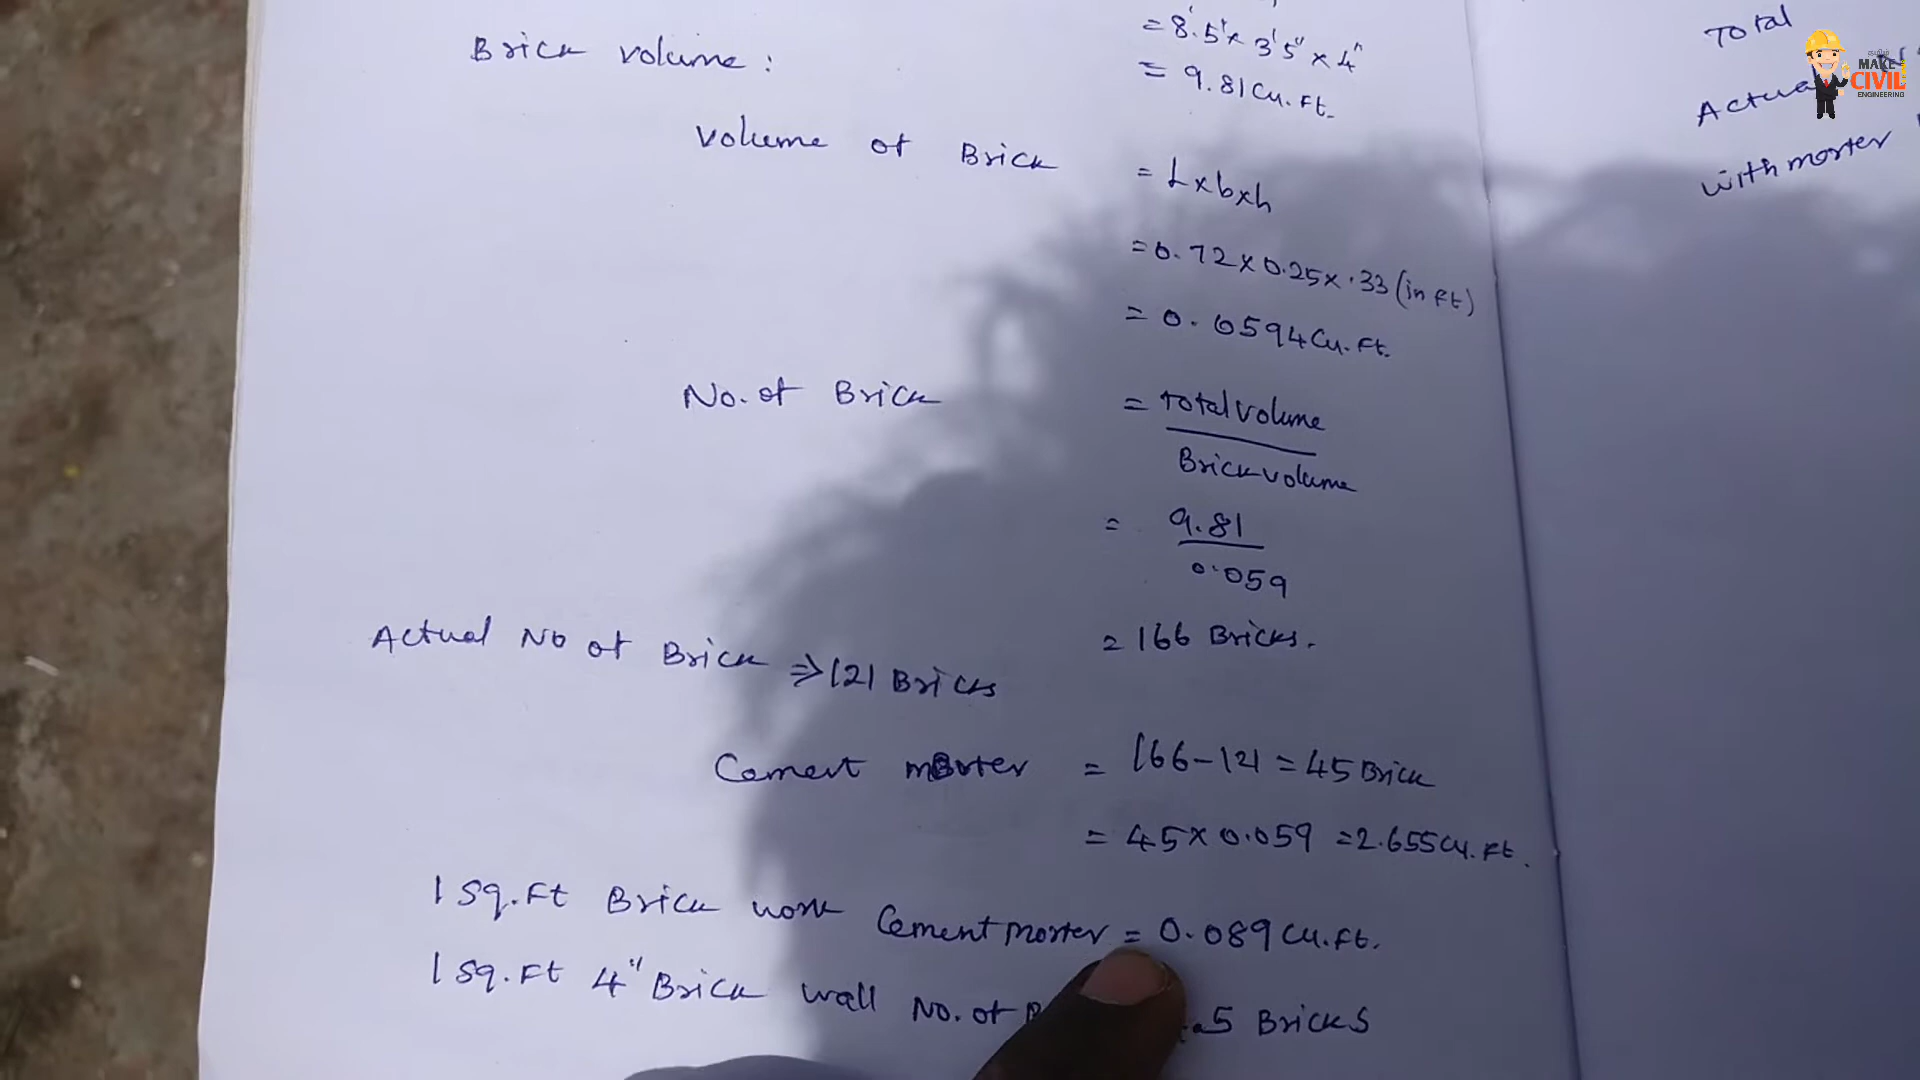 = 8'.5' x 3'5" x 4"
Brick volume :
= 9.81 Cu.Ft.
Volume of Brick = L x b x h
= 0.72 x 0.25 x .33 (in Ft)
= 0.0594 Cu.Ft.
No. of Brick = Total volume
Brick volume
= 9.81
0.059
= 166 Bricks.
Actual No of Brick ⇒ 121 Bricks
Cement morter = 166 - 121 = 45 Brick
= 45 x 0.059 = 2.655 Cu.Ft.
1 Sq.Ft Brick work Cement morter = 0.089 Cu.Ft.
1 Sq.Ft 4" Brick wall No. of .5 Bricks
Total
Actual
with morter
MAKE
CIVIL
ENGINEERING